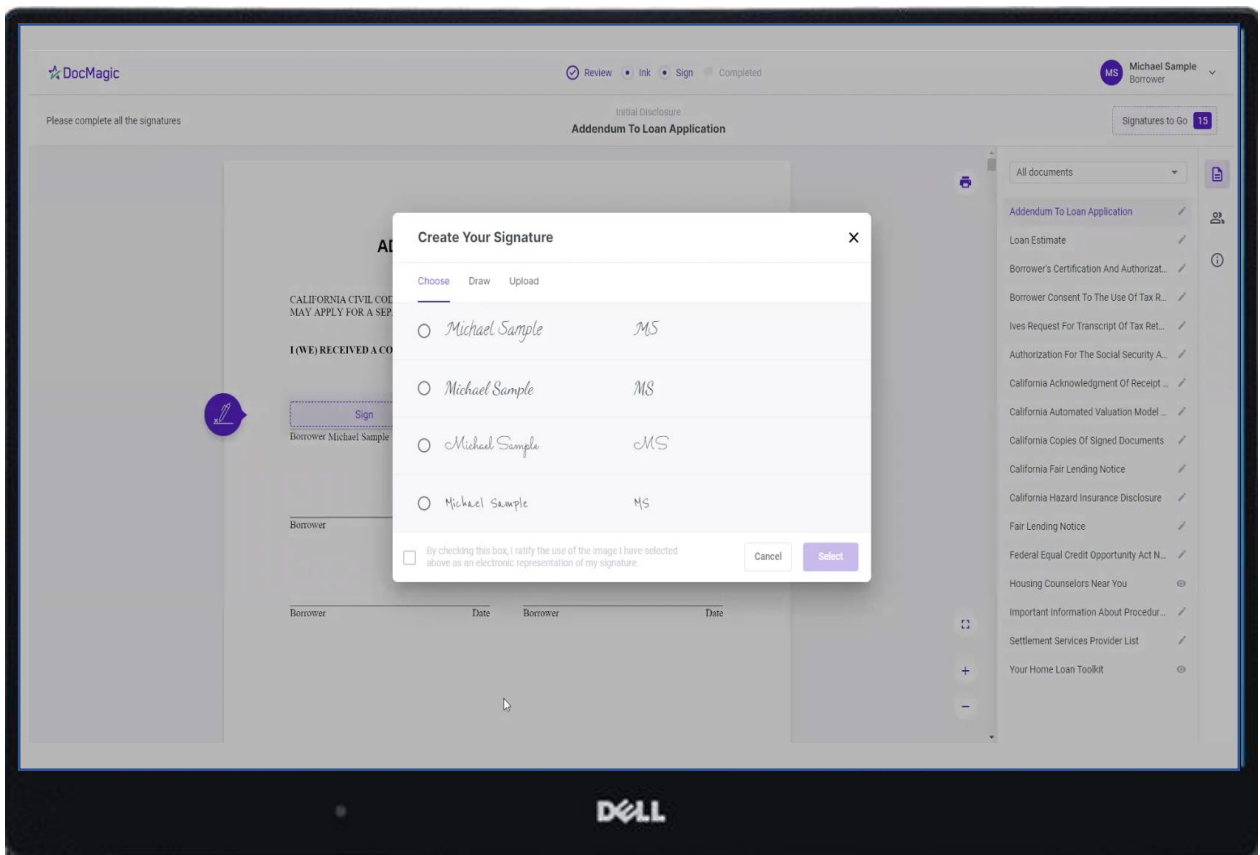 DocMagic
Review Ink Sign Completed
MS
Michael Sample
Borrower
Please complete all the signatures
Initial Disclosure
Addendum To Loan Application
Signatures to Go 15
All documents
Addendum To Loan Application
Loan Estimate
Borrower's Certification And Authorizat...
Borrower Consent To The Use Of Tax R...
Ives Request For Transcript Of Tax Ret...
Authorization For The Social Security A...
California Acknowledgment Of Receipt ...
California Automated Valuation Model ...
California Copies Of Signed Documents
California Fair Lending Notice
California Hazard Insurance Disclosure
Fair Lending Notice
Federal Equal Credit Opportunity Act N...
Housing Counselors Near You
Important Information About Procedur...
Settlement Services Provider List
Your Home Loan Toolkit
CALIFORNIA CIVIL
MAY APPLY FOR A
I (WE) RECEIVED A
Sign
Borrower Michael Sample
Borrower
Borrower Date Borrower Date
Create Your Signature
Choose Draw Upload
Michael Sample MS
Michael Sample MS
Michael Sample MS
Michael Sample MS
By checking this box, I ratify the use of the image I have selected
above as an electronic representation of my signature.
Cancel Select
DELL